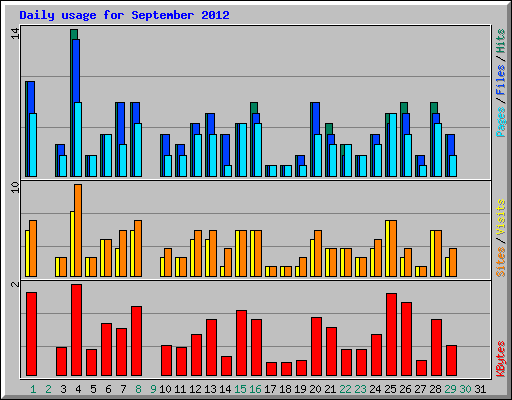 Daily usage for September 2012
14
Pages / Files / Hits
10
Sites / Visits
2
KBytes
1 2 3 4 5 6 7 8 9 10 11 12 13 14 15 16 17 18 19 20 21 22 23 24 25 26 27 28 29 30 31